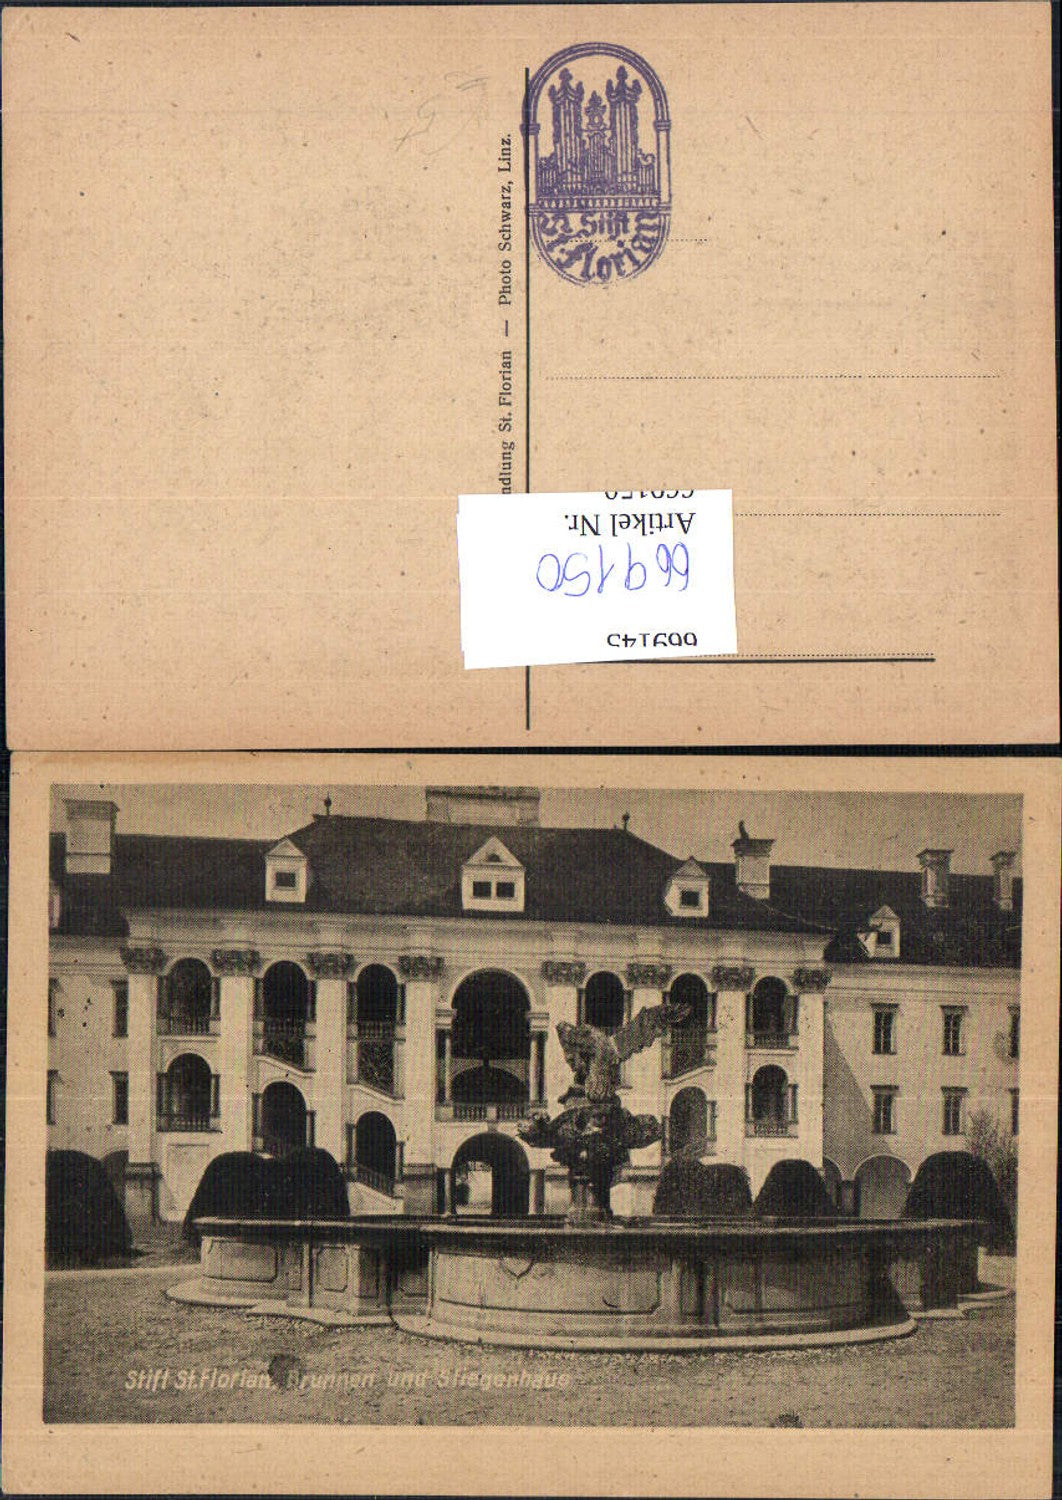 Stift
St. Florian
ndlung St. Florian — Photo Schwarz, Linz.
669150
Artikel Nr.
669150
669145
Stift St. Florian, Brunnen und Stiegenhaus